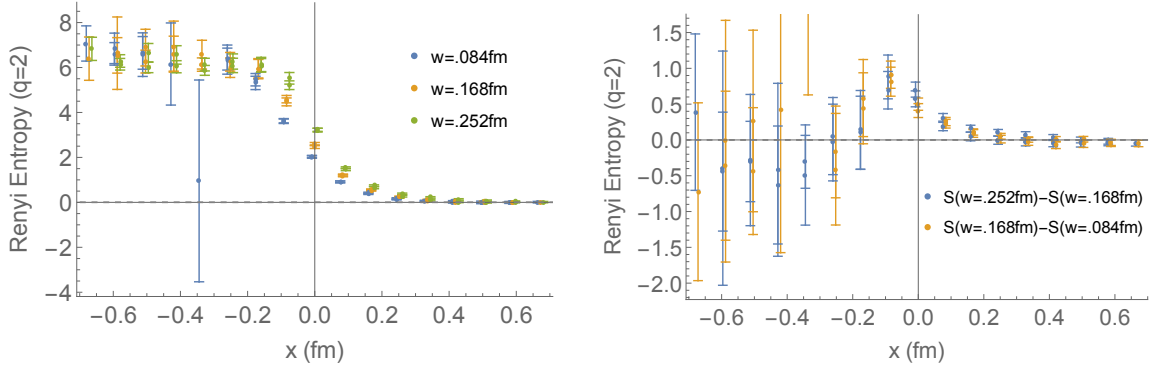 Renyi Entropy (q=2)
8
6
4
2
0
−2
−4
−0.6 −0.4 −0.2 0.0 0.2 0.4 0.6
x (fm)
w=.084fm
w=.168fm
w=.252fm
Renyi Entropy (q=2)
1.5
1.0
0.5
0.0
−0.5
−1.0
−1.5
−2.0
−0.6 −0.4 −0.2 0.0 0.2 0.4 0.6
x (fm)
S(w=.252fm)−S(w=.168fm)
S(w=.168fm)−S(w=.084fm)